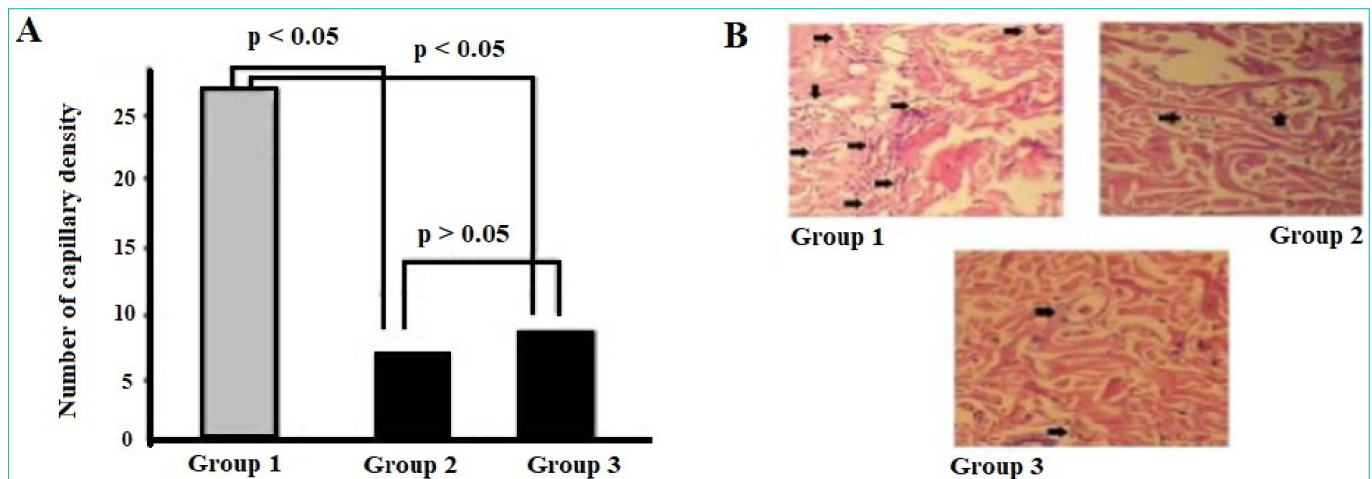 A
p < 0.05
p < 0.05
p > 0.05
Number of capillary density
25
20
15
10
5
0
Group 1
Group 2
Group 3
B
Group 1
Group 2
Group 3